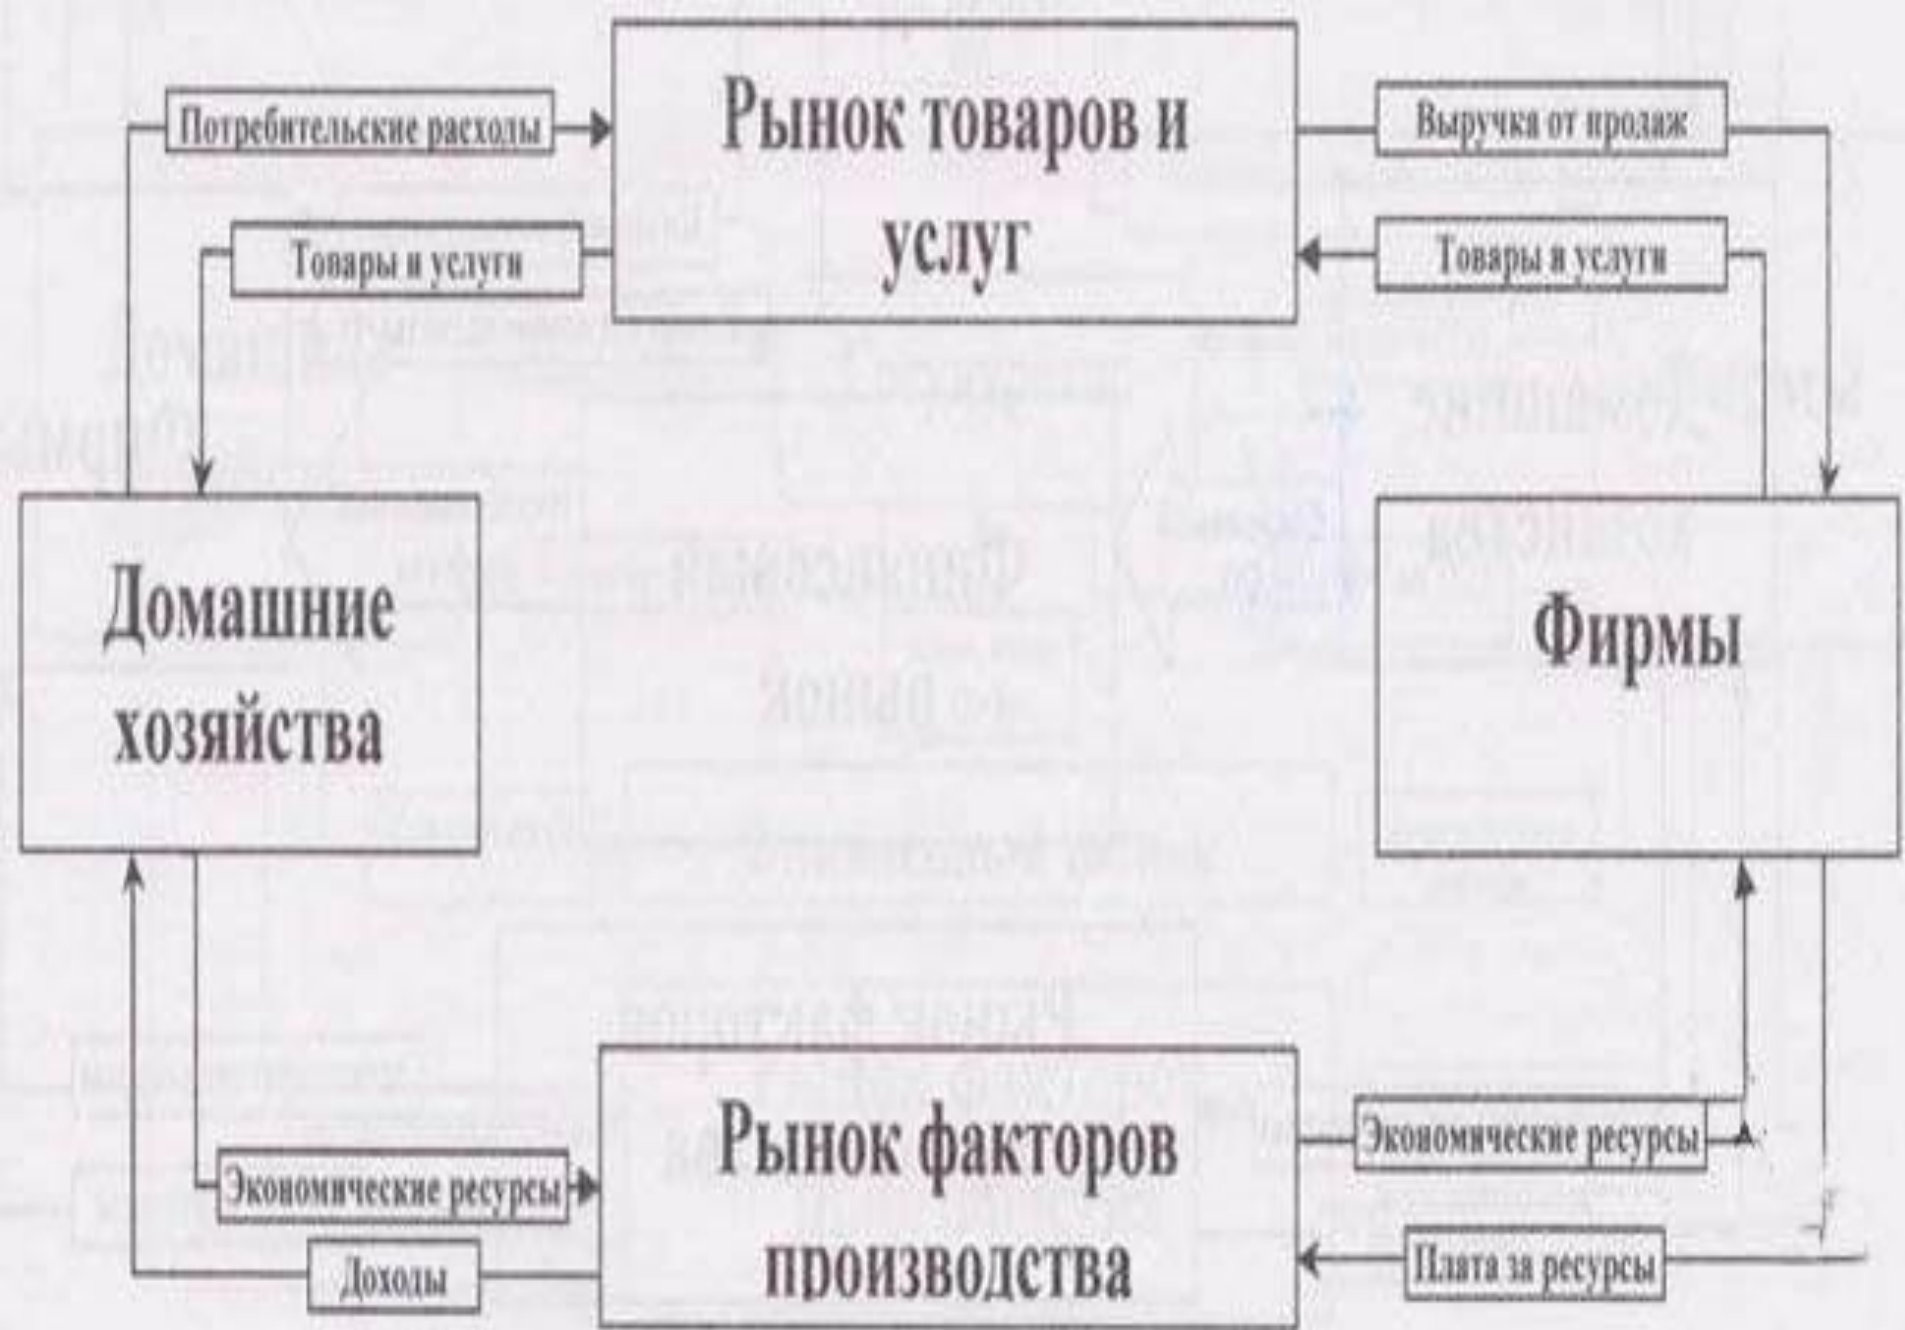 Потребительские расходы
Рынок товаров и
услуг
Выручка от продаж
Товары и услуги
Товары и услуги
Домашние
хозяйства
Фирмы
Экономические ресурсы
Доходы
Рынок факторов
производства
Экономические ресурсы
Плата за ресурсы